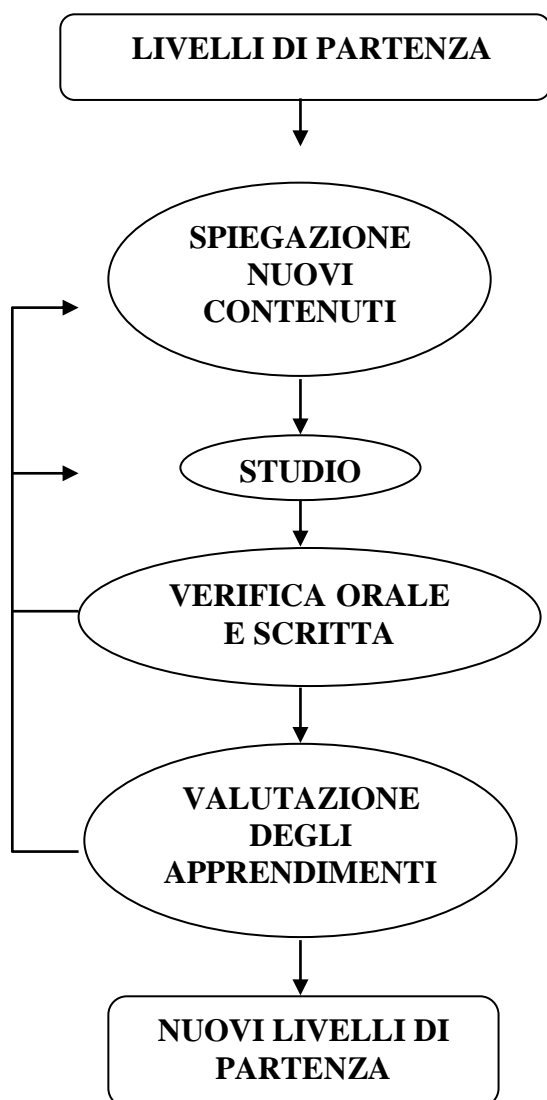 LIVELLI DI PARTENZA
SPIEGAZIONE
NUOVI
CONTENUTI
STUDIO
VERIFICA ORALE
E SCRITTA
VALUTAZIONE
DEGLI
APPRENDIMENTI
NUOVI LIVELLI DI
PARTENZA